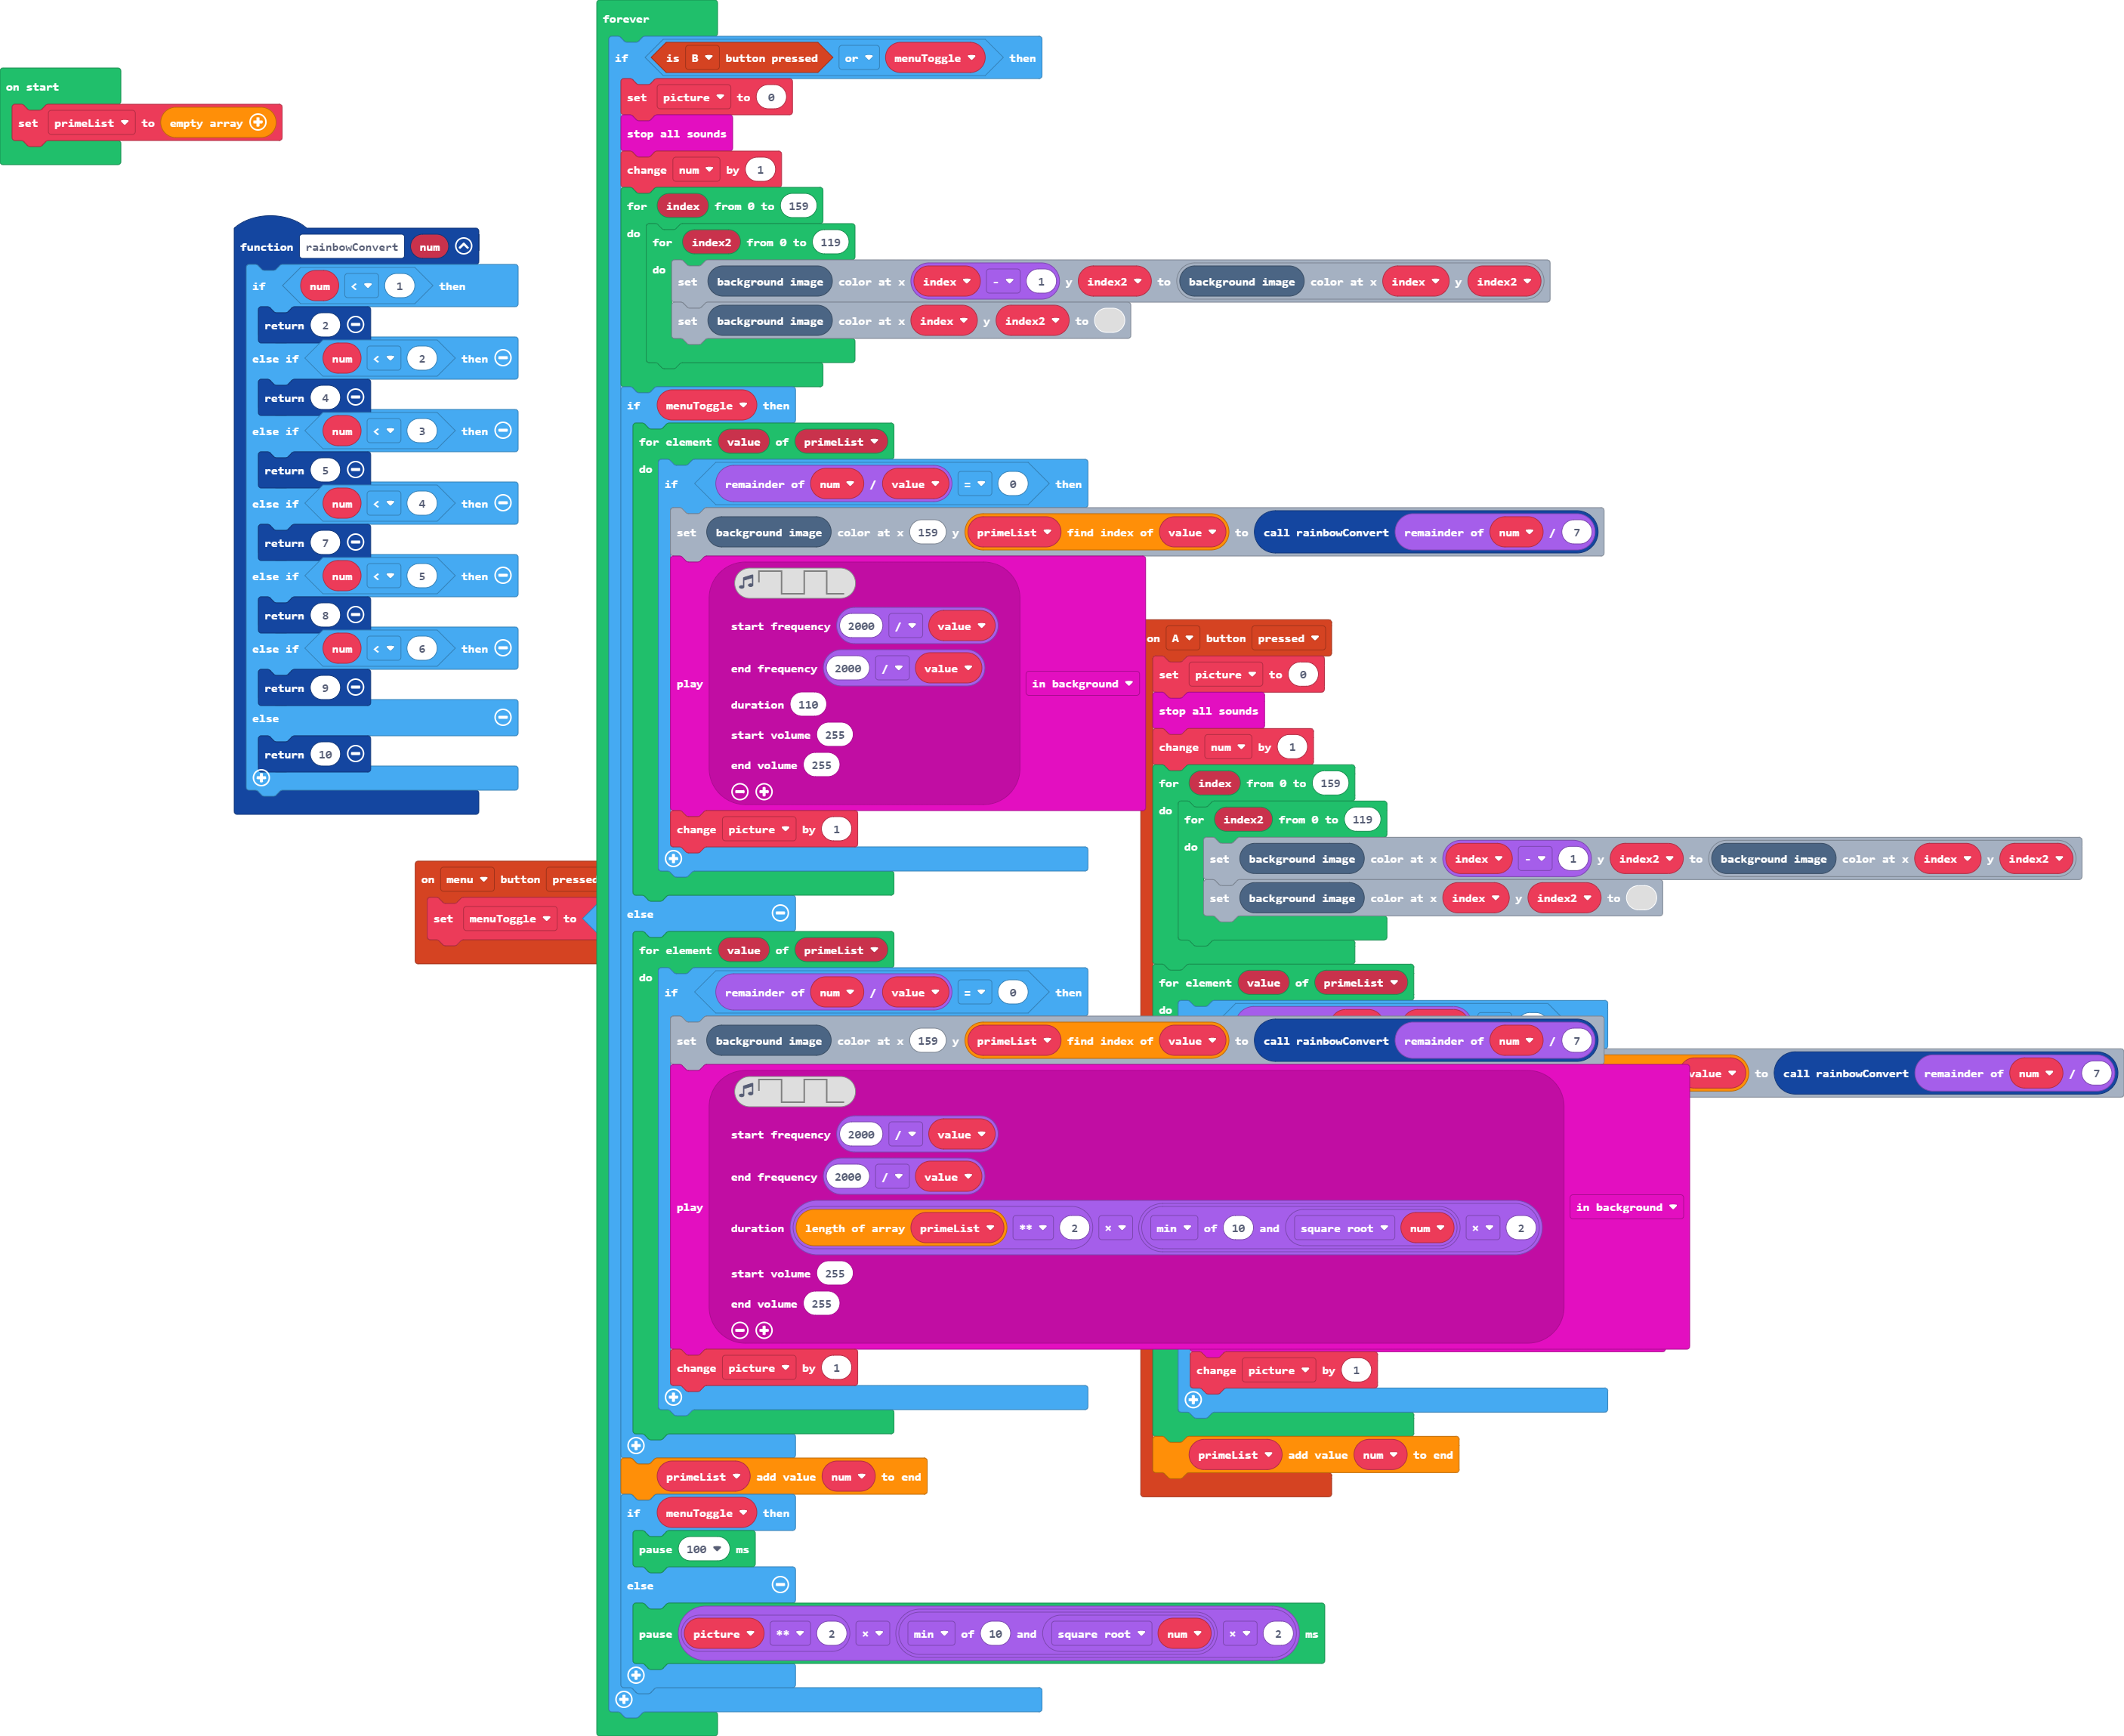 on start
set primeList to empty array
function rainbowConvert num
if num < 1 then
return 2
else if num < 2 then
return 4
else if num < 3 then
return 5
else if num < 4 then
return 7
else if num < 5 then
return 8
else if num < 6 then
return 9
else
return 10
on menu button pressed
set menuToggle to
forever
if is B button pressed or menuToggle then
set picture to 0
stop all sounds
change num by 1
for index from 0 to 159
do for index2 from 0 to 119
do set background image color at x index - 1 y index2 to background image color at x index y index2
set background image color at x index y index2 to
if menuToggle then
for element value of primeList
do if remainder of num / value = 0 then
set background image color at x 159 y primeList find index of value to call rainbowConvert remainder of num / 7
play
start frequency 2000 / value
end frequency 2000 / value
duration 110
start volume 255
end volume 255
in background
change picture by 1
else
for element value of primeList
do if remainder of num / value = 0 then
set background image color at x 159 y primeList find index of value to call rainbowConvert remainder of num / 7
play
start frequency 2000 / value
end frequency 2000 / value
duration length of array primeList ** 2 × min of 10 and square root num × 2
start volume 255
end volume 255
in background
change picture by 1
primeList add value num to end
if menuToggle then
pause 100 ms
else
pause picture ** 2 × min of 10 and square root num × 2 ms
on A button pressed
set picture to 0
stop all sounds
change num by 1
for index from 0 to 159
do for index2 from 0 to 119
do set background image color at x index - 1 y index2 to background image color at x index y index2
set background image color at x index y index2 to
for element value of primeList
do
value to call rainbowConvert remainder of num / 7
change picture by 1
primeList add value num to end